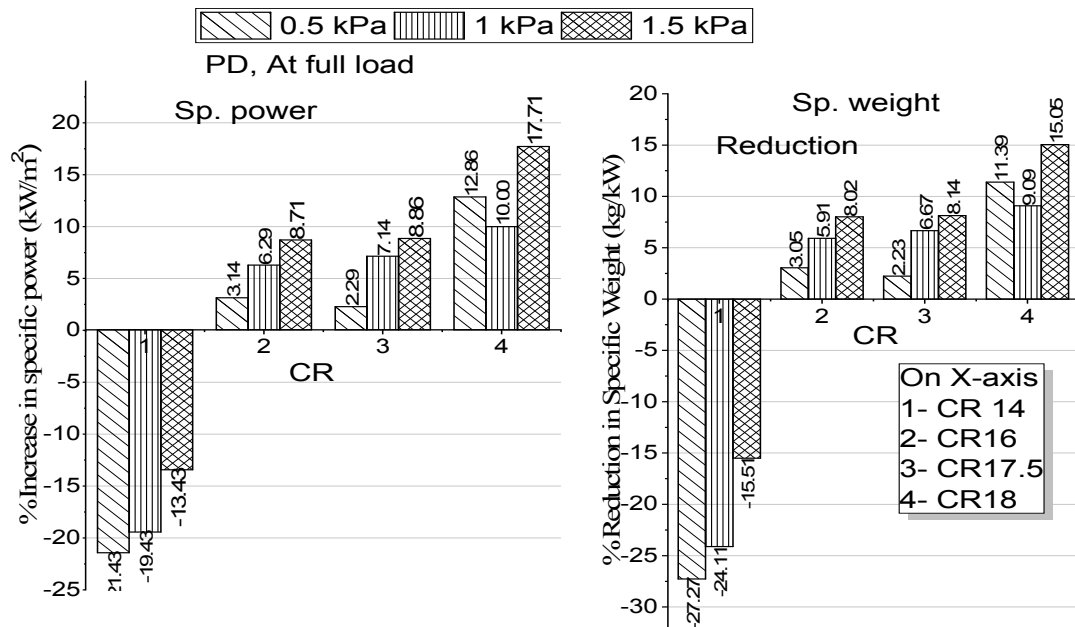 0.5 kPa 1 kPa 1.5 kPa
PD, At full load
Sp. power
%Increase in specific power (kW/m²)
20
15
10
5
0
-5
-10
-15
-20
-25
21.43
-19.43
-13.43
3.14
6.29
8.71
2.29
7.14
8.86
12.86
10.00
17.71
1 2 3 4
CR
Sp. weight
Reduction
%Reduction in Specific Weight (kg/kW)
20
15
10
5
0
-5
-10
-15
-20
-25
-30
-27.27
-24.11
-15.51
3.05
5.91
8.02
2.23
6.67
8.14
11.39
9.09
15.05
1 2 3 4
CR
On X-axis
1- CR 14
2- CR16
3- CR17.5
4- CR18